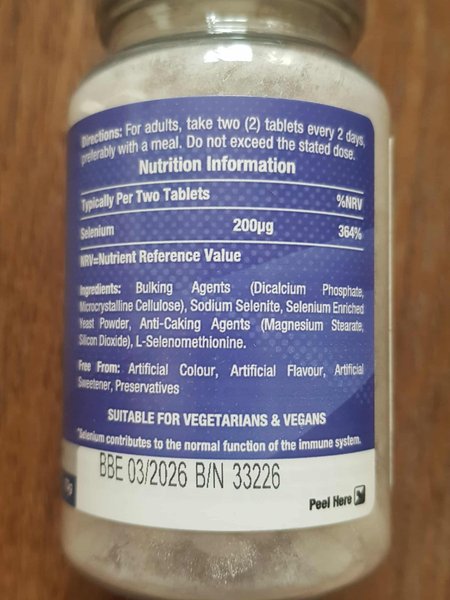 Directions: For adults, take two (2) tablets every 2 days,
preferably with a meal. Do not exceed the stated dose.
Nutrition Information
Typically Per Two Tablets %NRV
Selenium 200µg 364%
NRV=Nutrient Reference Value
Ingredients: Bulking Agents (Dicalcium Phosphate,
Microcrystalline Cellulose), Sodium Selenite, Selenium Enriched
Yeast Powder, Anti-Caking Agents (Magnesium Stearate,
Silicon Dioxide), L-Selenomethionine.
Free From: Artificial Colour, Artificial Flavour, Artificial
Sweetener, Preservatives
SUITABLE FOR VEGETARIANS & VEGANS
*Selenium contributes to the normal function of the immune system.
BBE 03/2026 B/N 33226
Peel Here